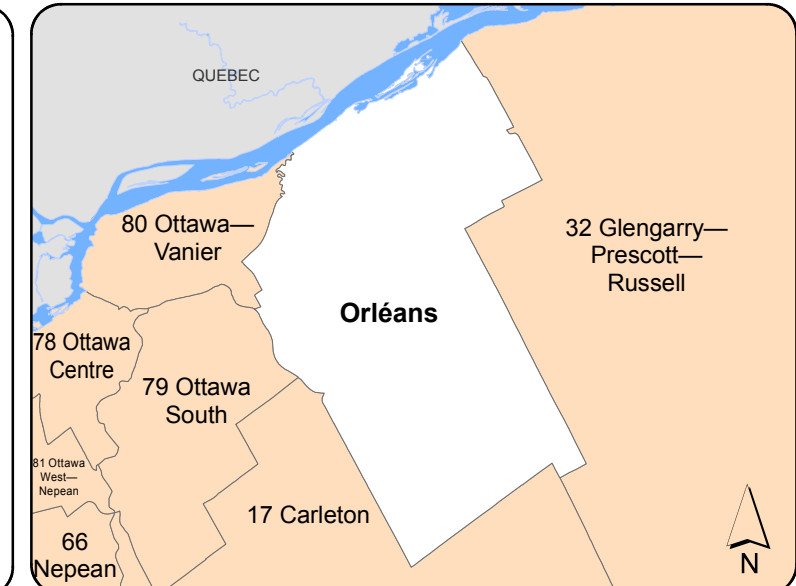 QUEBEC
80 Ottawa—
Vanier
32 Glengarry—
Prescott—
Russell
Orléans
78 Ottawa
Centre
79 Ottawa
South
81 Ottawa
West—
Nepean
17 Carleton
66
Nepean
N